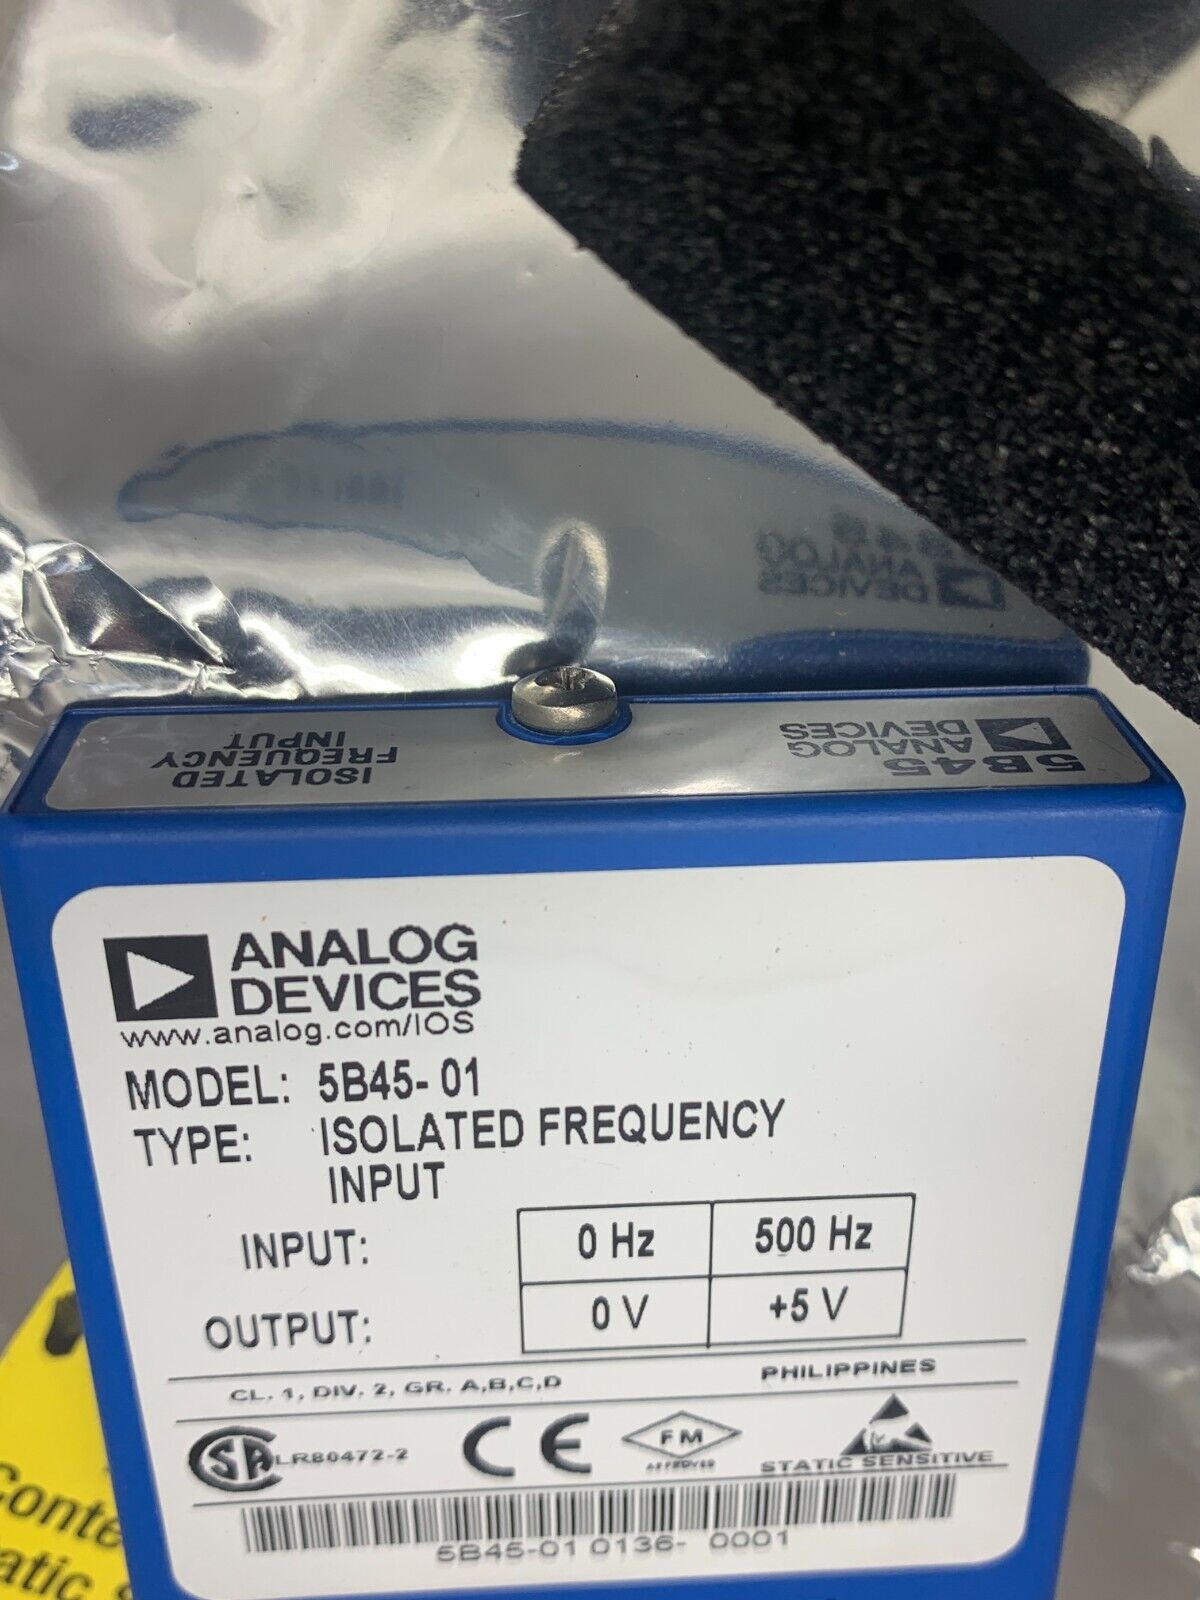 ISOLATED
FREQUENCY
INPUT
5B45
ANALOG
DEVICES
ANALOG
DEVICES
www.analog.com/IOS
MODEL: 5B45-01
TYPE: ISOLATED FREQUENCY
INPUT
INPUT: 0 Hz 500 Hz
OUTPUT: 0 V +5 V
PHILIPPINES
CL. 1, DIV. 2, GR. A,B,C,D
LR80472-2
CE
FM
APPROVED
STATIC SENSITIVE
5B45-01 0136- 0001